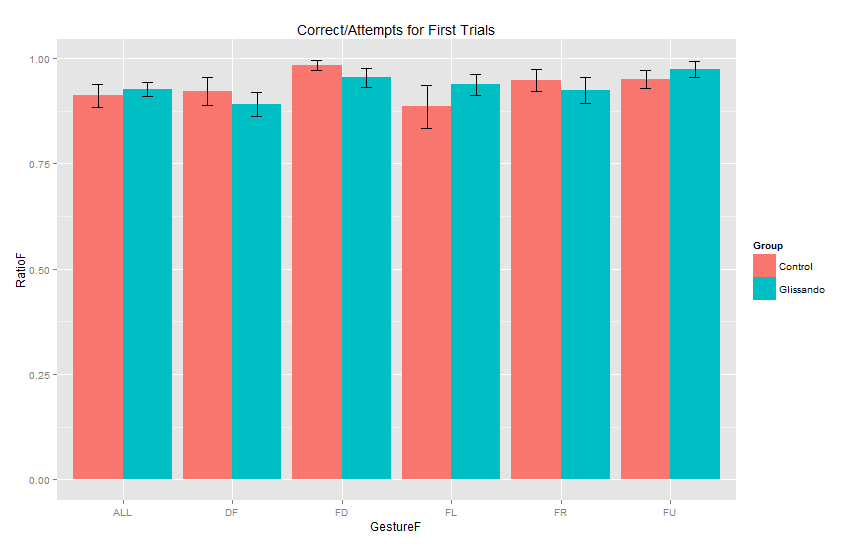 Correct/Attempts for First Trials
RatioF
1.00
0.75
0.50
0.25
0.00
ALL
DF
FD
FL
FR
FU
GestureF
Group
Control
Glissando